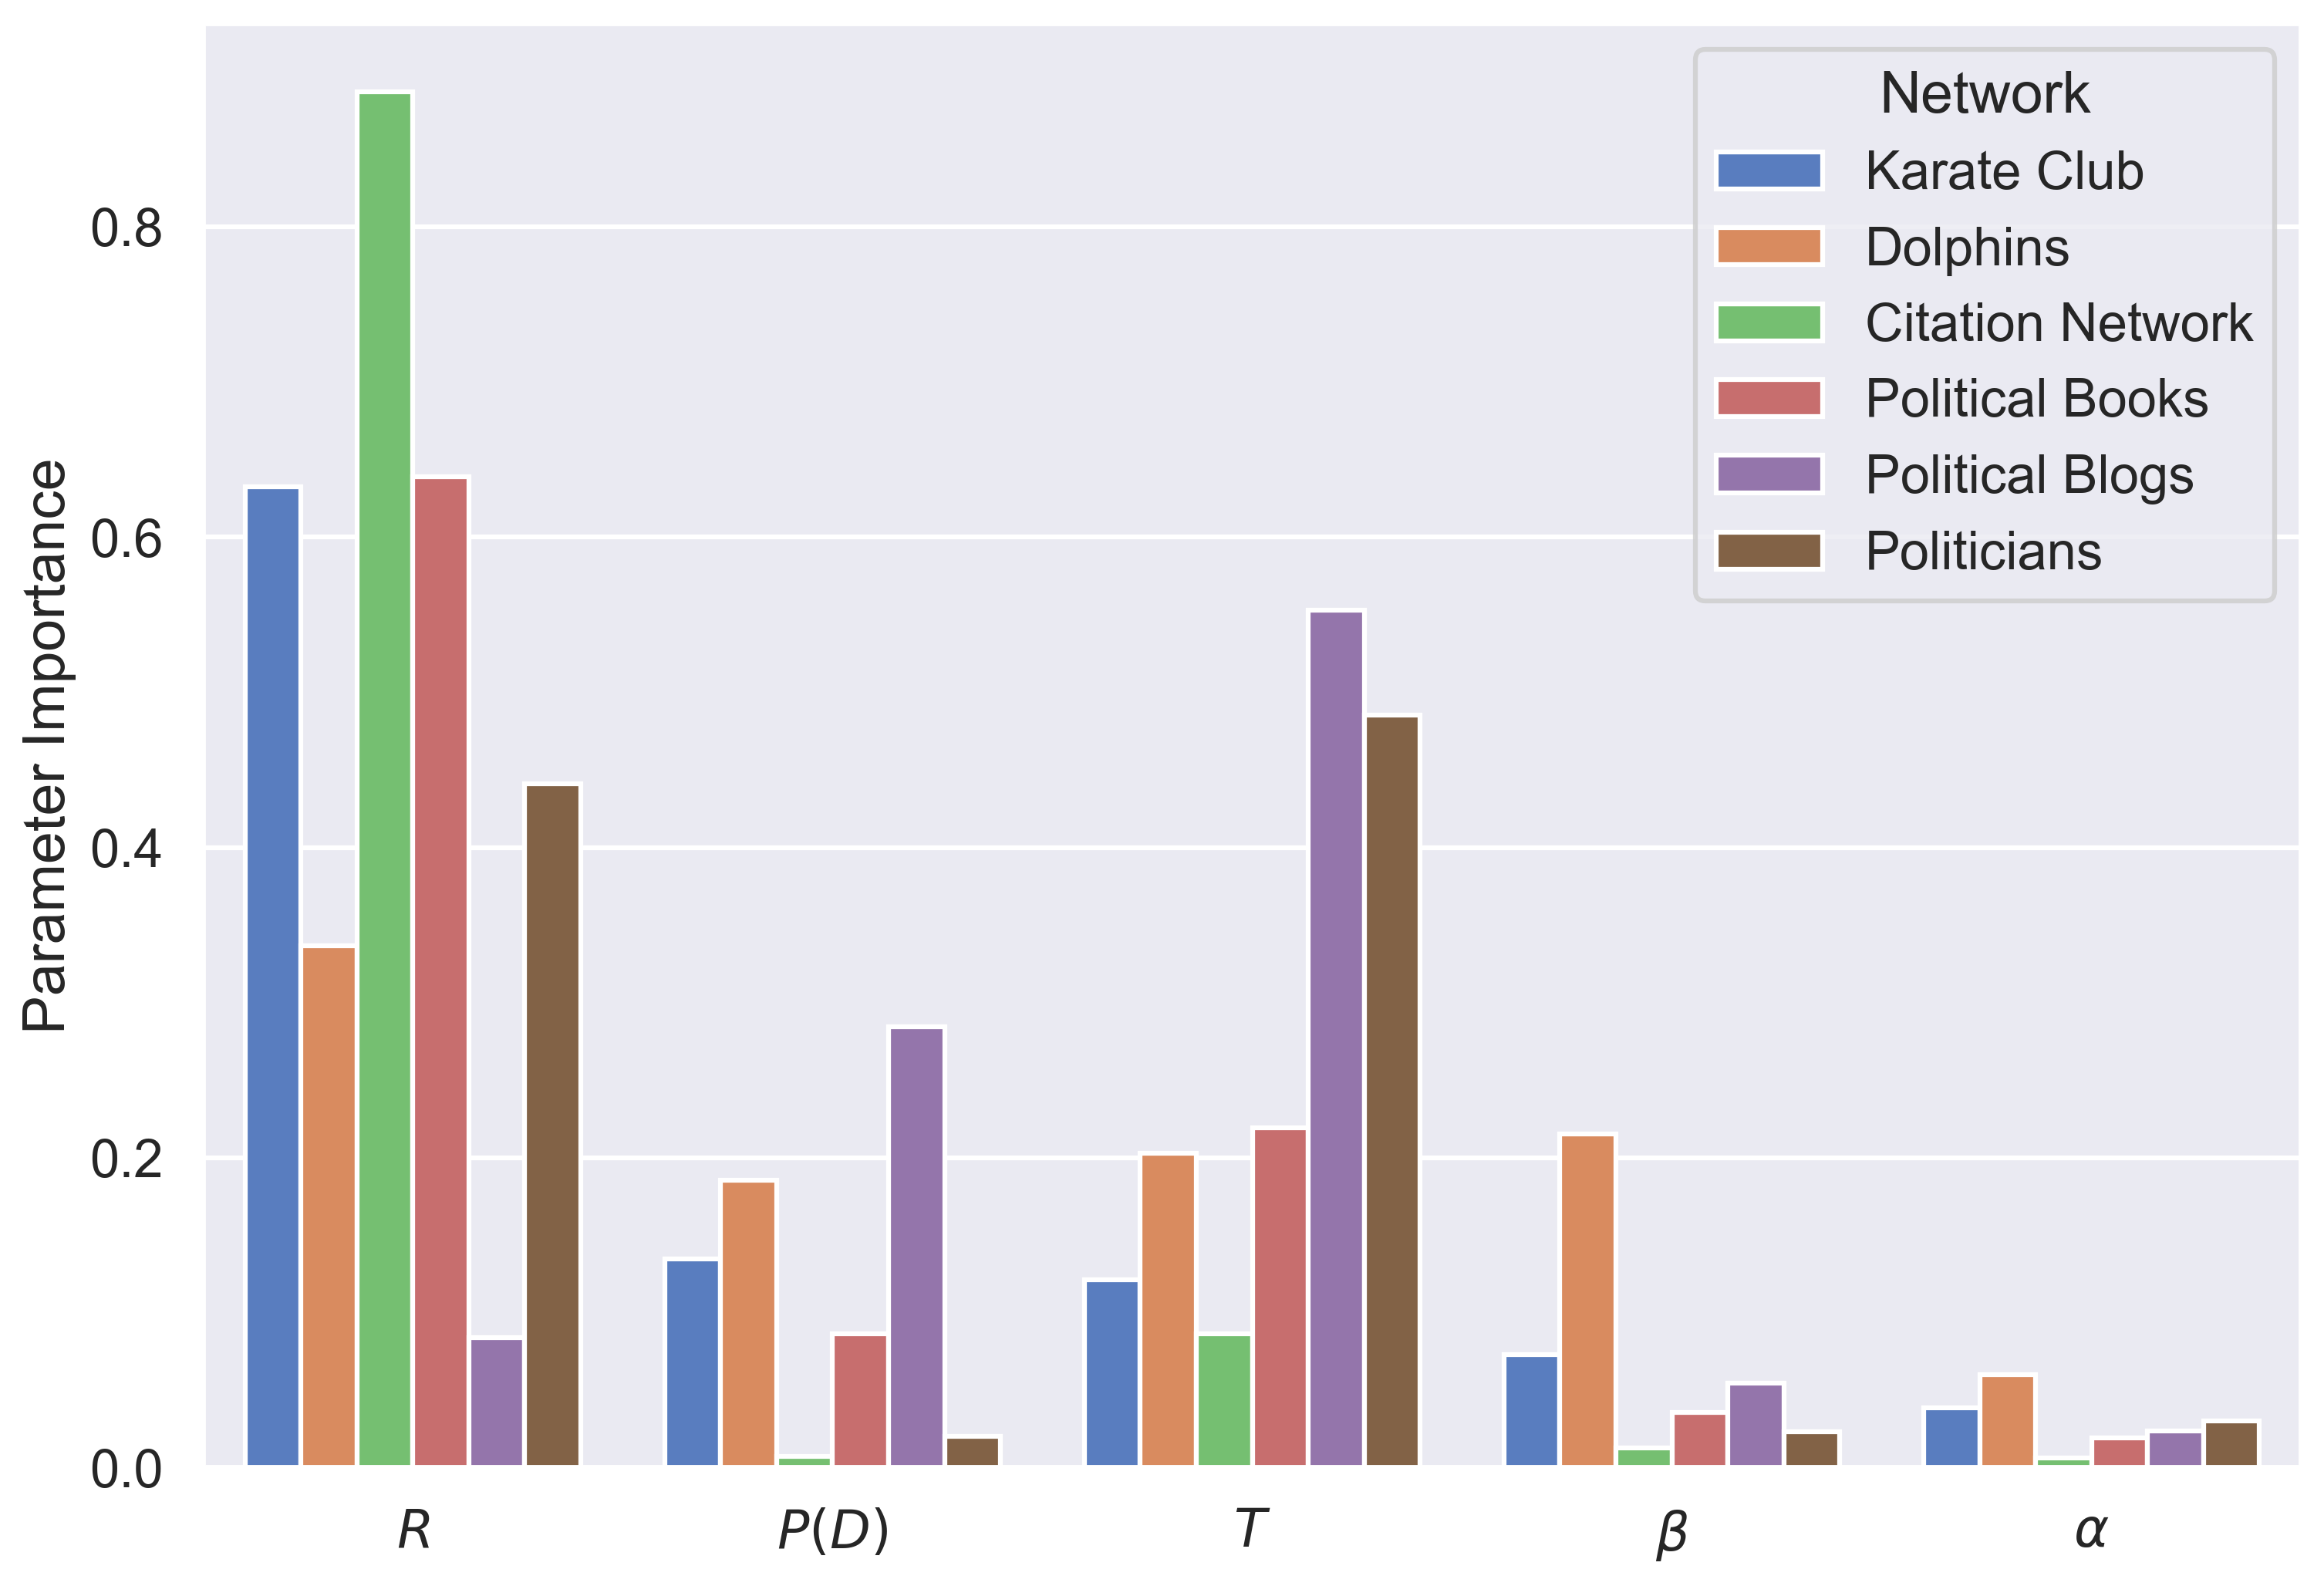 Parameter Importance
0.8
0.6
0.4
0.2
0.0
R
P(D)
T
β
α
Network
Karate Club
Dolphins
Citation Network
Political Books
Political Blogs
Politicians